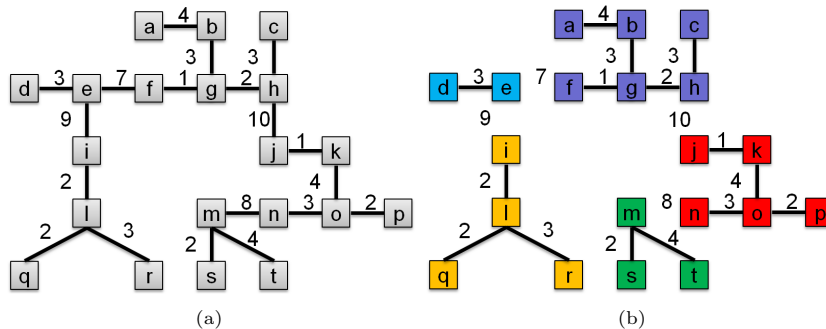 a 4 b c a 4 b c
3 3 3 3
d 3 e 7 f 1 g 2 h d 3 e 7 f 1 g 2 h
9 10 9 10
i j 1 k i j 1 k
2 4 2 4
l m 8 n 3 o 2 p l m 8 n 3 o 2 p
2 3 2 4 2 3 2 4
q r s t q r s t
(a) (b)